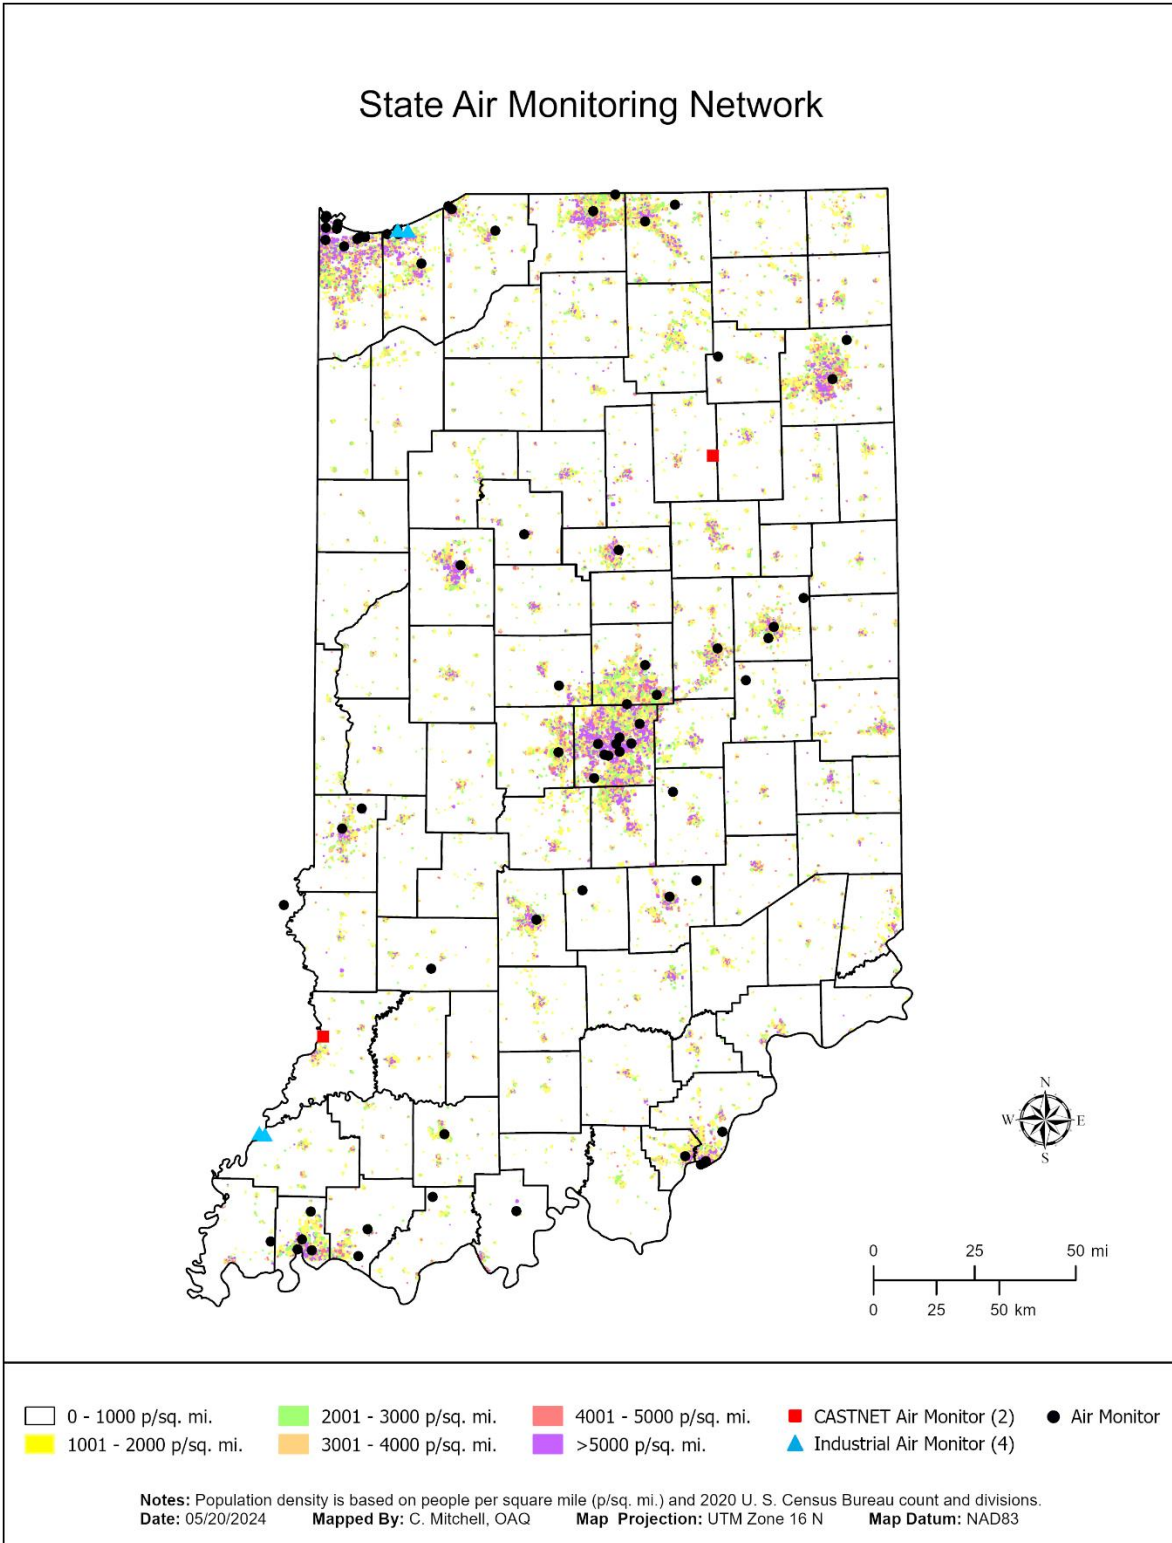 State Air Monitoring Network
N
W E
S
0 25 50 mi
0 25 50 km
0 - 1000 p/sq. mi.
2001 - 3000 p/sq. mi.
4001 - 5000 p/sq. mi.
CASTNET Air Monitor (2)
Air Monitor
1001 - 2000 p/sq. mi.
3001 - 4000 p/sq. mi.
>5000 p/sq. mi.
Industrial Air Monitor (4)
Notes: Population density is based on people per square mile (p/sq. mi.) and 2020 U. S. Census Bureau count and divisions.
Date: 05/20/2024 Mapped By: C. Mitchell, OAQ Map Projection: UTM Zone 16 N Map Datum: NAD83